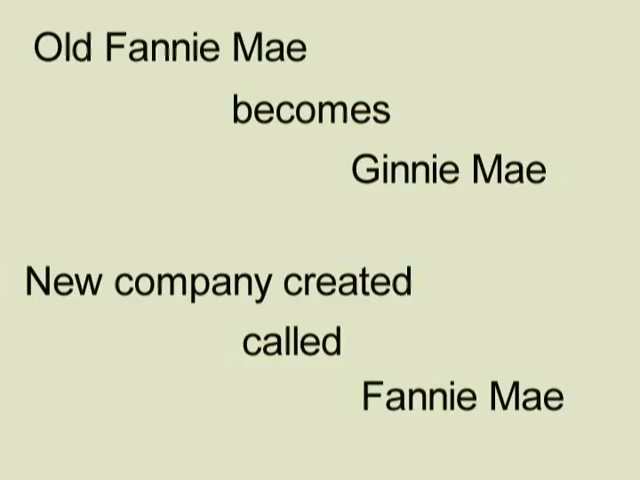 Old Fannie Mae
becomes
Ginnie Mae
New company created
called
Fannie Mae